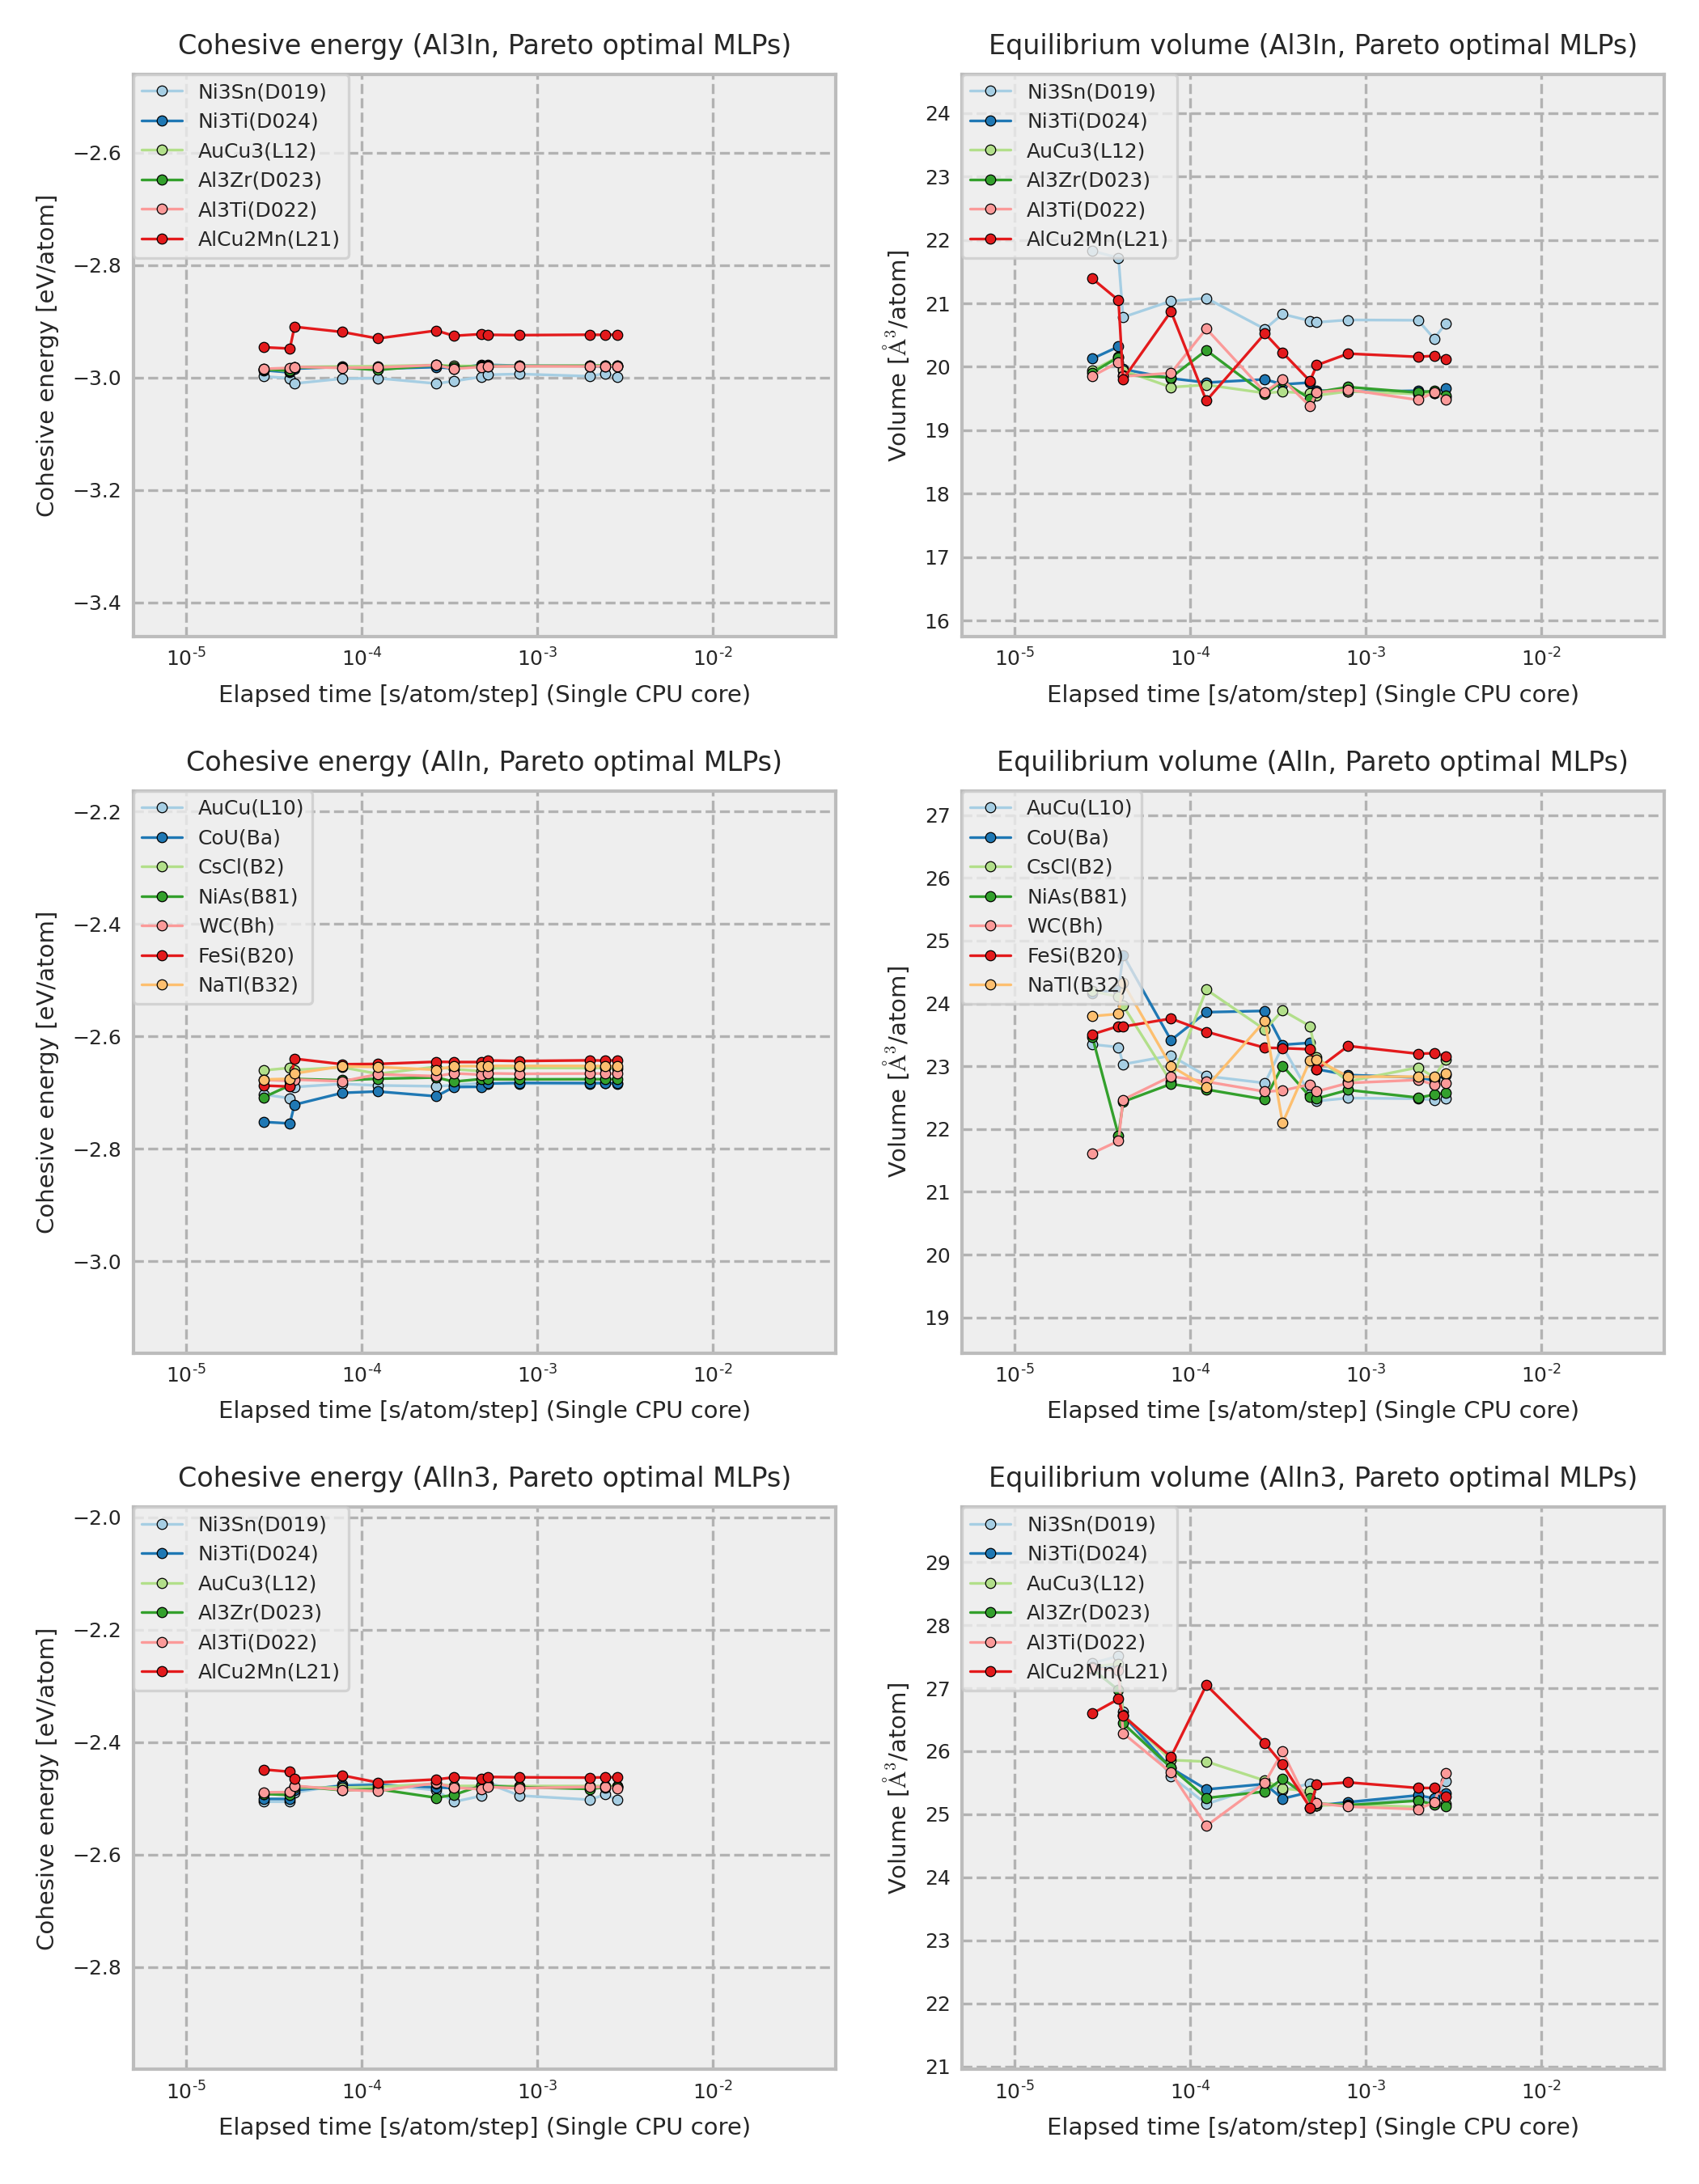 Cohesive energy (Al3In, Pareto optimal MLPs)
Cohesive energy [eV/atom]
−2.6
−2.8
−3.0
−3.2
−3.4
Ni3Sn(D019)
Ni3Ti(D024)
AuCu3(L12)
Al3Zr(D023)
Al3Ti(D022)
AlCu2Mn(L21)
10-5 10-4 10-3 10-2
Elapsed time [s/atom/step] (Single CPU core)
Equilibrium volume (Al3In, Pareto optimal MLPs)
Volume [Å3/atom]
24
23
22
21
20
19
18
17
16
Ni3Sn(D019)
Ni3Ti(D024)
AuCu3(L12)
Al3Zr(D023)
Al3Ti(D022)
AlCu2Mn(L21)
10-5 10-4 10-3 10-2
Elapsed time [s/atom/step] (Single CPU core)
Cohesive energy (AlIn, Pareto optimal MLPs)
Cohesive energy [eV/atom]
−2.2
−2.4
−2.6
−2.8
−3.0
AuCu(L10)
CoU(Ba)
CsCl(B2)
NiAs(B81)
WC(Bh)
FeSi(B20)
NaTl(B32)
10-5 10-4 10-3 10-2
Elapsed time [s/atom/step] (Single CPU core)
Equilibrium volume (AlIn, Pareto optimal MLPs)
Volume [Å3/atom]
27
26
25
24
23
22
21
20
19
AuCu(L10)
CoU(Ba)
CsCl(B2)
NiAs(B81)
WC(Bh)
FeSi(B20)
NaTl(B32)
10-5 10-4 10-3 10-2
Elapsed time [s/atom/step] (Single CPU core)
Cohesive energy (AlIn3, Pareto optimal MLPs)
Cohesive energy [eV/atom]
−2.0
−2.2
−2.4
−2.6
−2.8
Ni3Sn(D019)
Ni3Ti(D024)
AuCu3(L12)
Al3Zr(D023)
Al3Ti(D022)
AlCu2Mn(L21)
10-5 10-4 10-3 10-2
Elapsed time [s/atom/step] (Single CPU core)
Equilibrium volume (AlIn3, Pareto optimal MLPs)
Volume [Å3/atom]
29
28
27
26
25
24
23
22
21
Ni3Sn(D019)
Ni3Ti(D024)
AuCu3(L12)
Al3Zr(D023)
Al3Ti(D022)
AlCu2Mn(L21)
10-5 10-4 10-3 10-2
Elapsed time [s/atom/step] (Single CPU core)